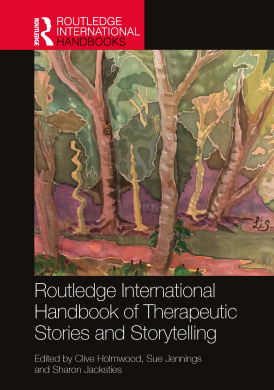 ROUTLEDGE
ROUTLEDGE
INTERNATIONAL
HANDBOOKS
Routledge International
Handbook of Therapeutic
Stories and Storytelling
Edited by Clive Holmwood, Sue Jennings
and Sharon Jacksties